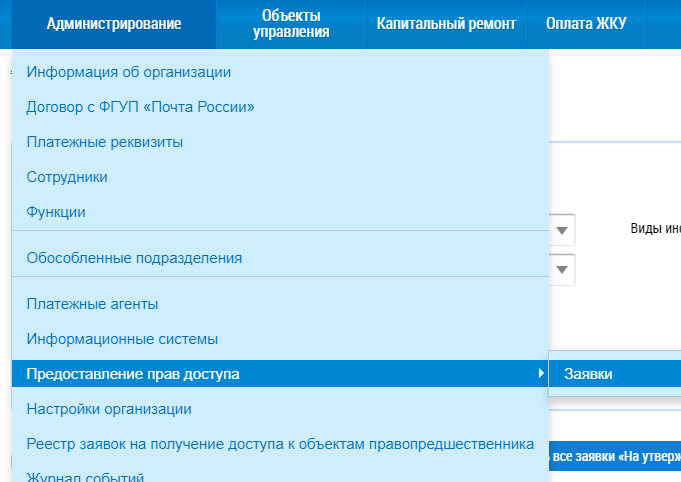 Администрирование
Объекты
управления
Капитальный ремонт
Оплата ЖКУ
Информация об организации
Договор с ФГУП «Почта России»
Платежные реквизиты
Сотрудники
Функции
Виды
Обособленные подразделения
Платежные агенты
Информационные системы
Предоставление прав доступа
Заявки
Настройки организации
Реестр заявок на получение доступа к объектам правопредшественника
все заявки «На
Журнал событий